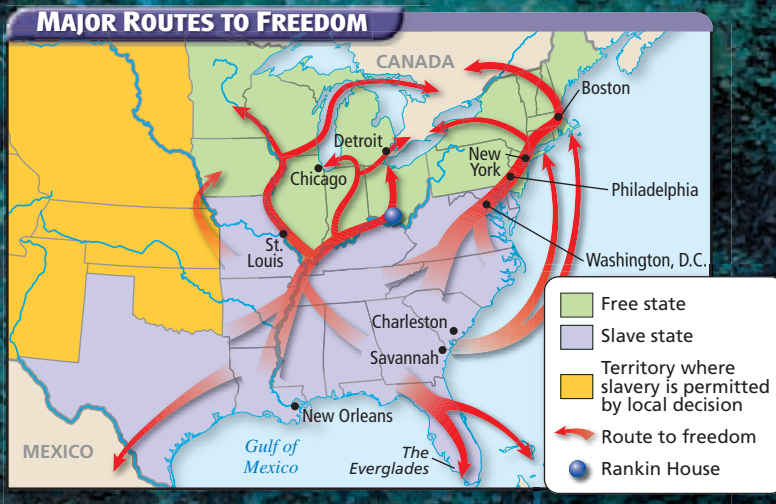 MAJOR ROUTES TO FREEDOM
CANADA
Boston
Detroit
New
York
Chicago
Philadelphia
St.
Louis
Washington, D.C.
Charleston
Savannah
New Orleans
MEXICO
Gulf of
Mexico
The
Everglades
Free state
Slave state
Territory where
slavery is permitted
by local decision
Route to freedom
Rankin House